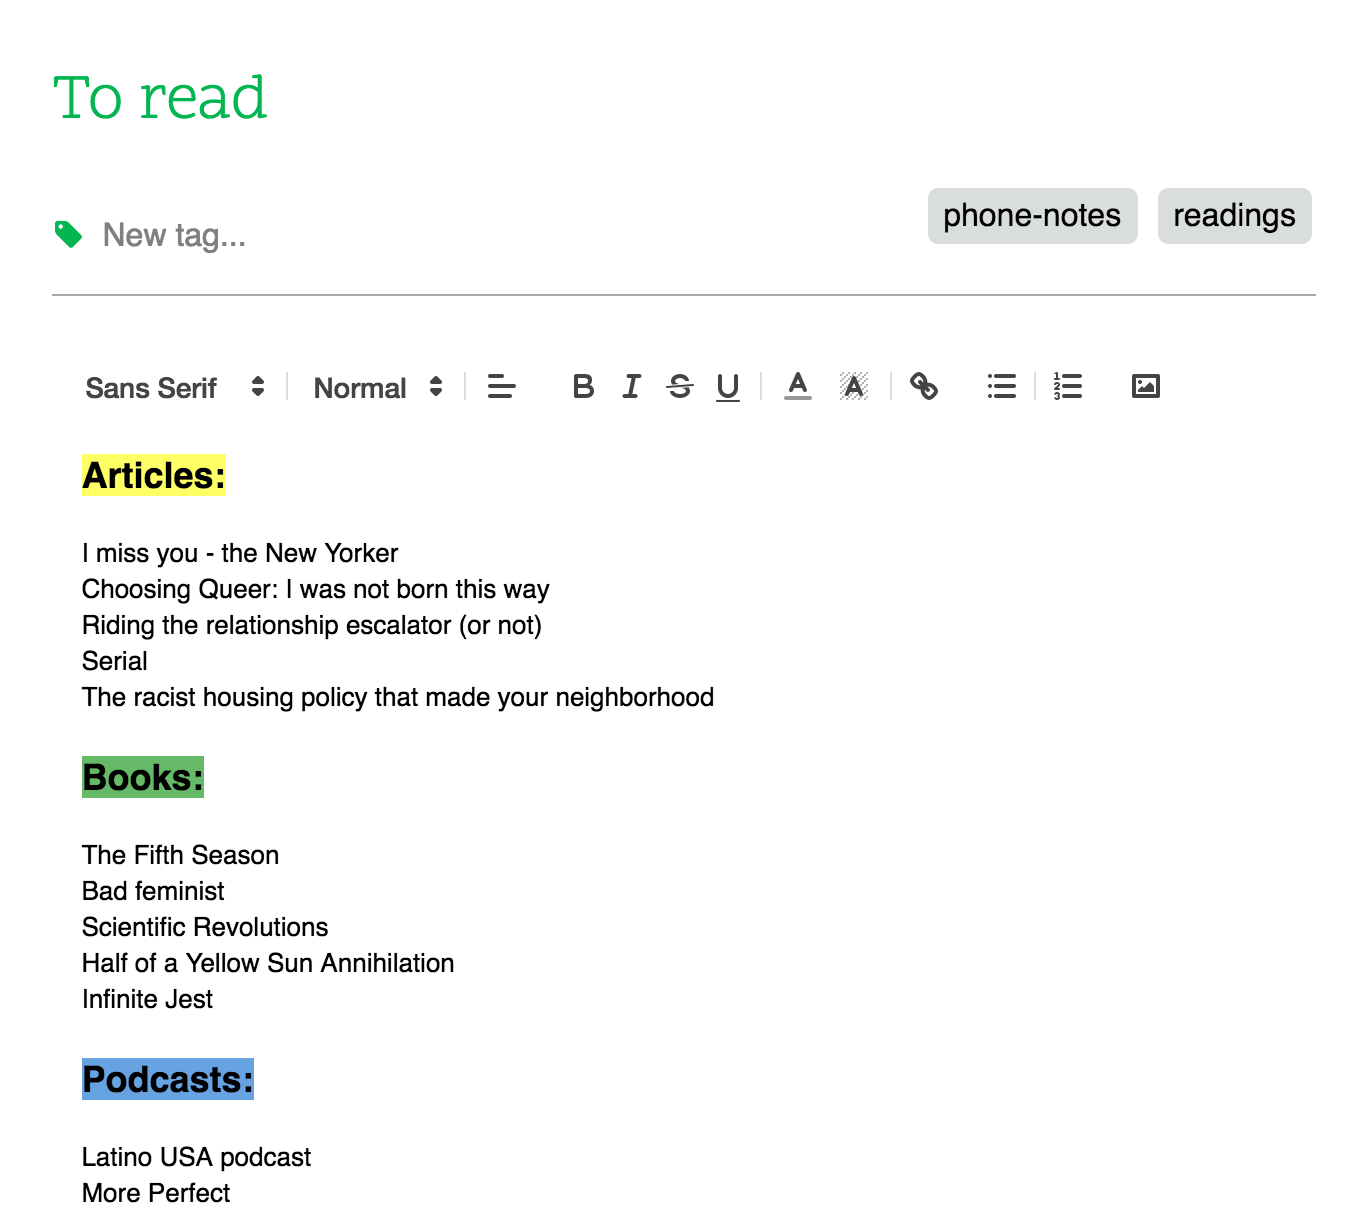 To read
New tag...
phone-notes readings
Sans Serif Normal B I S U A A
Articles:
I miss you - the New Yorker
Choosing Queer: I was not born this way
Riding the relationship escalator (or not)
Serial
The racist housing policy that made your neighborhood
Books:
The Fifth Season
Bad feminist
Scientific Revolutions
Half of a Yellow Sun Annihilation
Infinite Jest
Podcasts:
Latino USA podcast
More Perfect